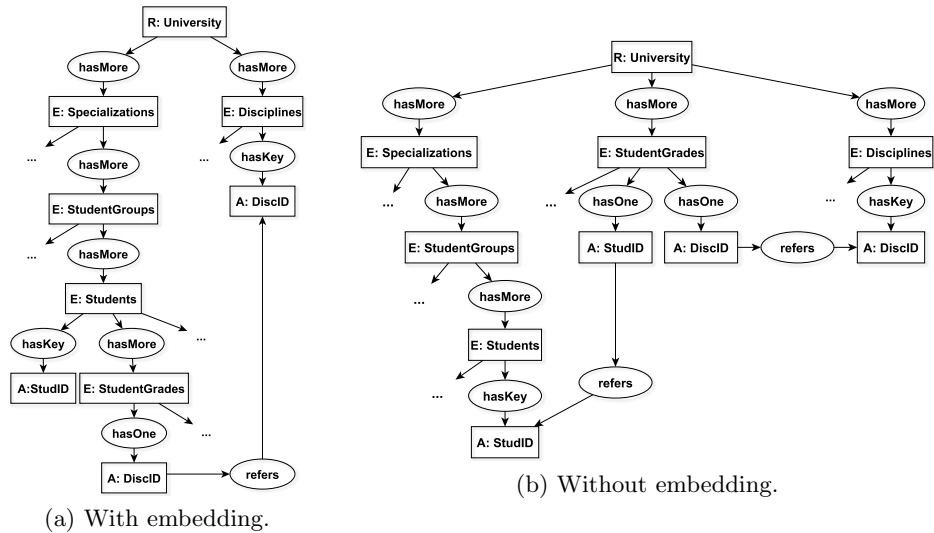 R: University
hasMore
hasMore
E: Specializations
E: Disciplines
...
...
hasMore
hasKey
E: StudentGroups
A: DiscID
...
hasMore
E: Students
...
hasKey
hasMore
A:StudID
E: StudentGrades
...
hasOne
A: DiscID
refers
(a) With embedding.
R: University
hasMore
hasMore
hasMore
E: Specializations
E: StudentGrades
E: Disciplines
...
...
...
hasMore
hasOne
hasOne
hasKey
E: StudentGroups
A: StudID
A: DiscID
refers
A: DiscID
...
hasMore
E: Students
...
hasKey
refers
A: StudID
(b) Without embedding.